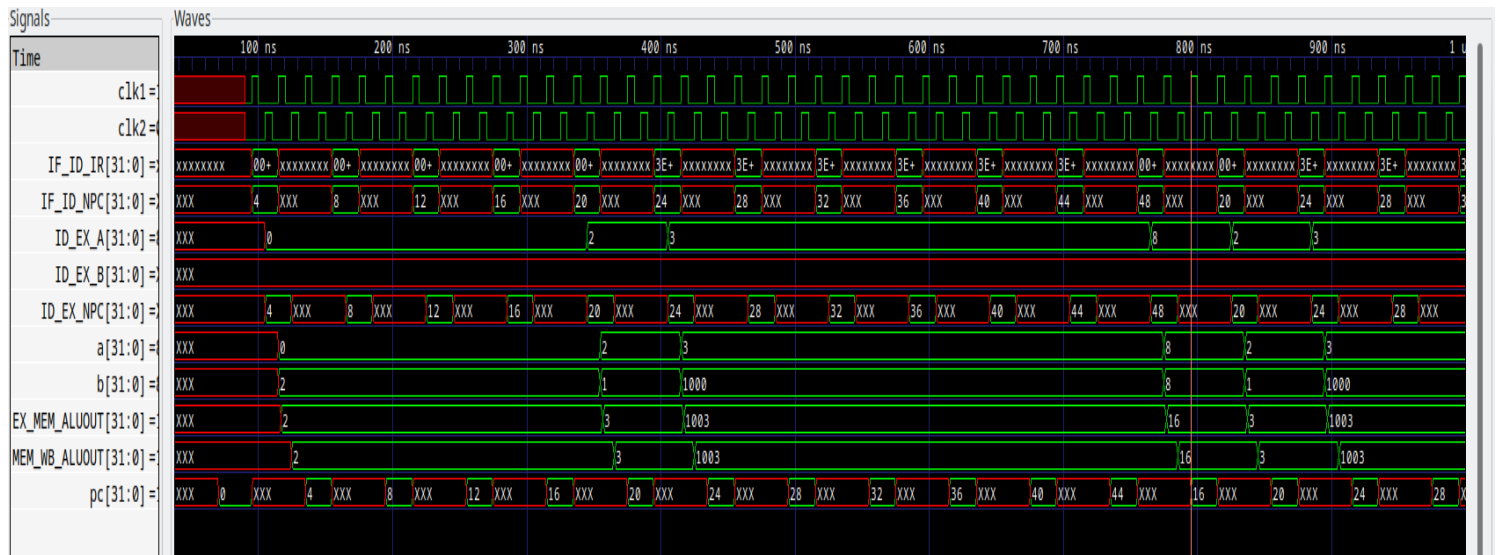 Signals Waves
Time 100 ns 200 ns 300 ns 400 ns 500 ns 600 ns 700 ns 800 ns 900 ns 1 u
clk1 =1
clk2 =0
IF_ID_IR[31:0] = xxxxxxxx 00+ xxxxxxxx 00+ xxxxxxxx 00+ xxxxxxxx 00+ xxxxxxxx 00+ xxxxxxxx 3E+ xxxxxxxx 3E+ xxxxxxxx 3E+ xxxxxxxx 3E+ xxxxxxxx 3E+ xxxxxxxx 3E+ xxxxxxxx 00+ xxxxxxxx 00+ xxxxxxxx 3E+ xxxxxxxx 3E+ xxxxxxxx 3
IF_ID_NPC[31:0] = XXX 4 XXX 8 XXX 12 XXX 16 XXX 20 XXX 24 XXX 28 XXX 32 XXX 36 XXX 40 XXX 44 XXX 48 XXX 20 XXX 24 XXX 28 XXX 3
ID_EX_A[31:0] = XXX 0 2 3 8 2 3
ID_EX_B[31:0] = XXX
ID_EX_NPC[31:0] = XXX 4 XXX 8 XXX 12 XXX 16 XXX 20 XXX 24 XXX 28 XXX 32 XXX 36 XXX 40 XXX 44 XXX 48 XXX 20 XXX 24 XXX 28 XXX
a[31:0] = XXX 0 2 3 8 2 3
b[31:0] = XXX 2 1 1000 8 1 1000
EX_MEM_ALUOUT[31:0] = XXX 2 3 1003 16 3 1003
MEM_WB_ALUOUT[31:0] = XXX 2 3 1003 16 3 1003
pc[31:0] = XXX 0 XXX 4 XXX 8 XXX 12 XXX 16 XXX 20 XXX 24 XXX 28 XXX 32 XXX 36 XXX 40 XXX 44 XXX 16 XXX 20 XXX 24 XXX 28 X